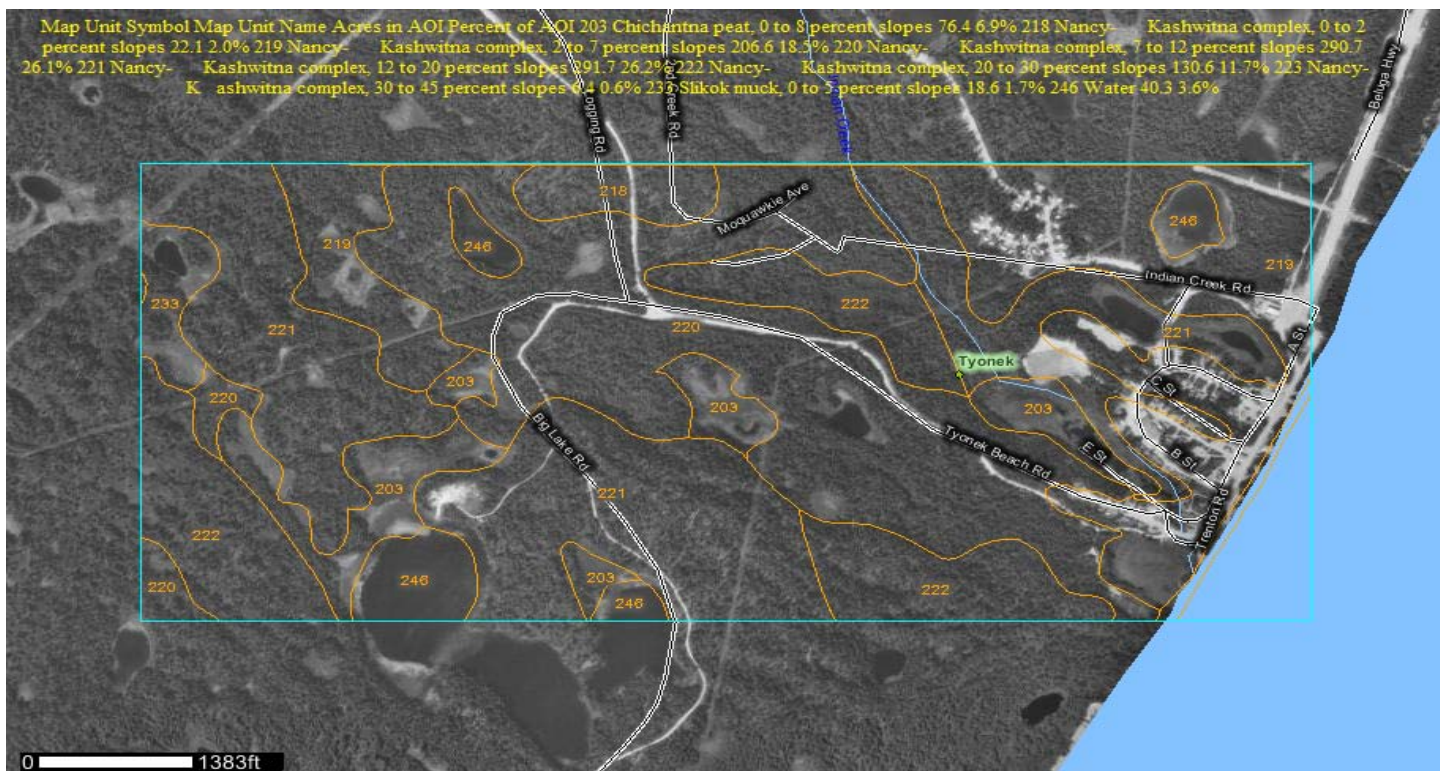 Map Unit Symbol Map Unit Name Acres in AOI Percent of AOI 203 Chichantna peat, 0 to 8 percent slopes 76.4 6.9% 218 Nancy- Kashwitna complex, 0 to 2
percent slopes 22.1 2.0% 219 Nancy- Kashwitna complex, 2 to 7 percent slopes 206.6 18.5% 220 Nancy- Kashwitna complex, 7 to 12 percent slopes 290.7
26.1% 221 Nancy- Kashwitna complex, 12 to 20 percent slopes 291.7 26.2% 222 Nancy- Kashwitna complex, 20 to 30 percent slopes 130.6 11.7% 223 Nancy-
K ashwitna complex, 30 to 45 percent slopes 6.4 0.6% 233 Slikok muck, 0 to 5 percent slopes 18.6 1.7% 246 Water 40.3 3.6%
Beluga Hwy
Logging Rd
Creek Rd
Indian Creek
218
Moquawkie Ave
246
219
246
219
Indian Creek Rd
233
222
221
220
221
A St
Tyonek
203
220
203
203
C St
Big Lake Rd
Tyonek Beach Rd
E St
B St
203
221
Trenton Rd
222
246
203
220
222
246
0 1383ft